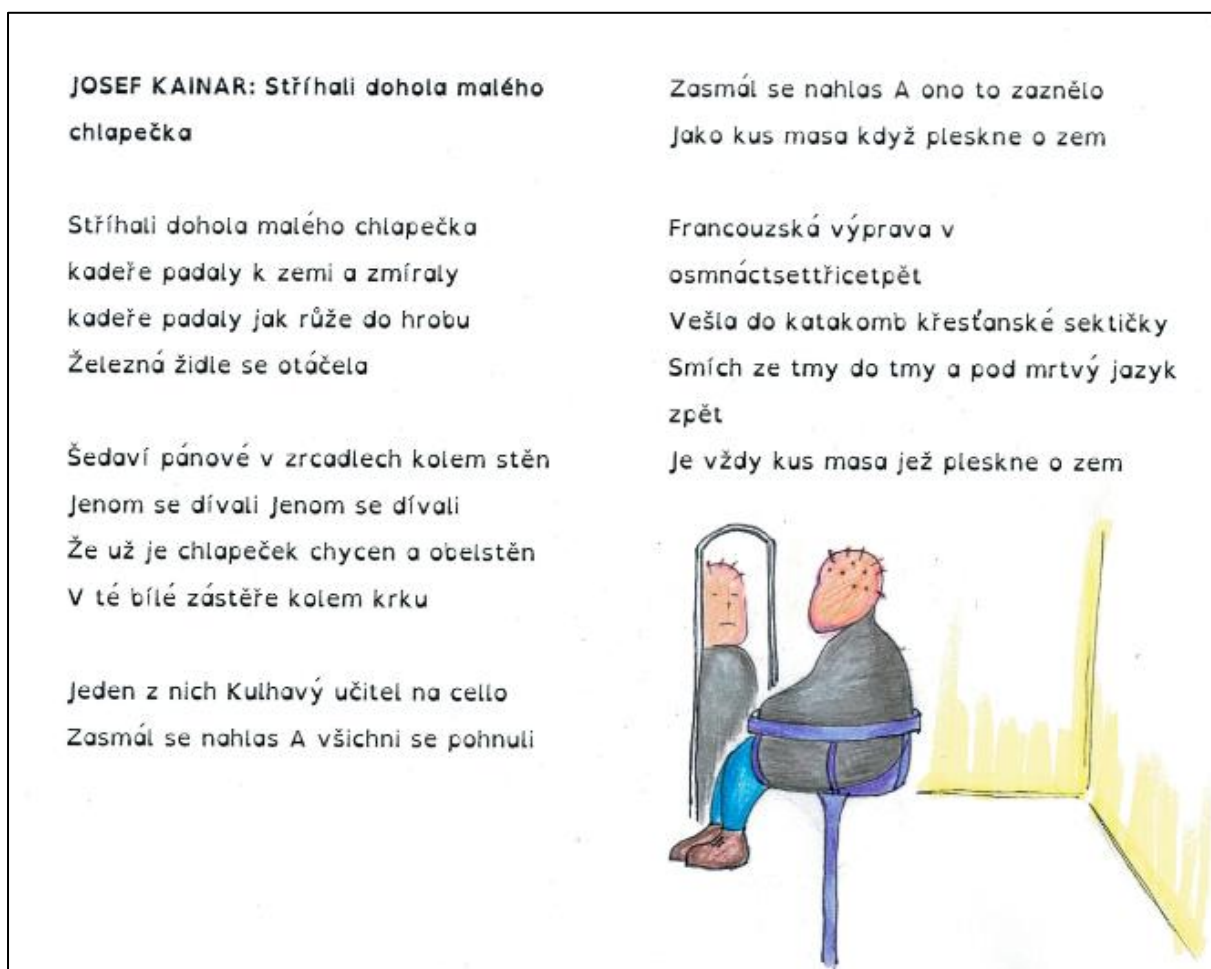 JOSEF KAINAR: Stříhali dohola malého
chlapečka
Stříhali dohola malého chlapečka
kadeře padaly k zemi a zmíraly
kadeře padaly jak růže do hrobu
Železná židle se otáčela
Šedaví pánové v zrcadlech kolem stěn
Jenom se dívali Jenom se dívali
Že už je chlapeček chycen a obelstěn
V té bílé zástěře kolem krku
Jeden z nich Kulhavý učitel na cello
Zasmál se nahlas A všichni se pohnuli
Zasmál se nahlas A ono to zaznělo
Jako kus masa když pleskne o zem
Francouzská výprava v
osmnáctsettřicetpět
Vešla do katakomb křesťanské sektičky
Smích ze tmy do tmy a pod mrtvý jazyk
zpět
Je vždy kus masa jež pleskne o zem